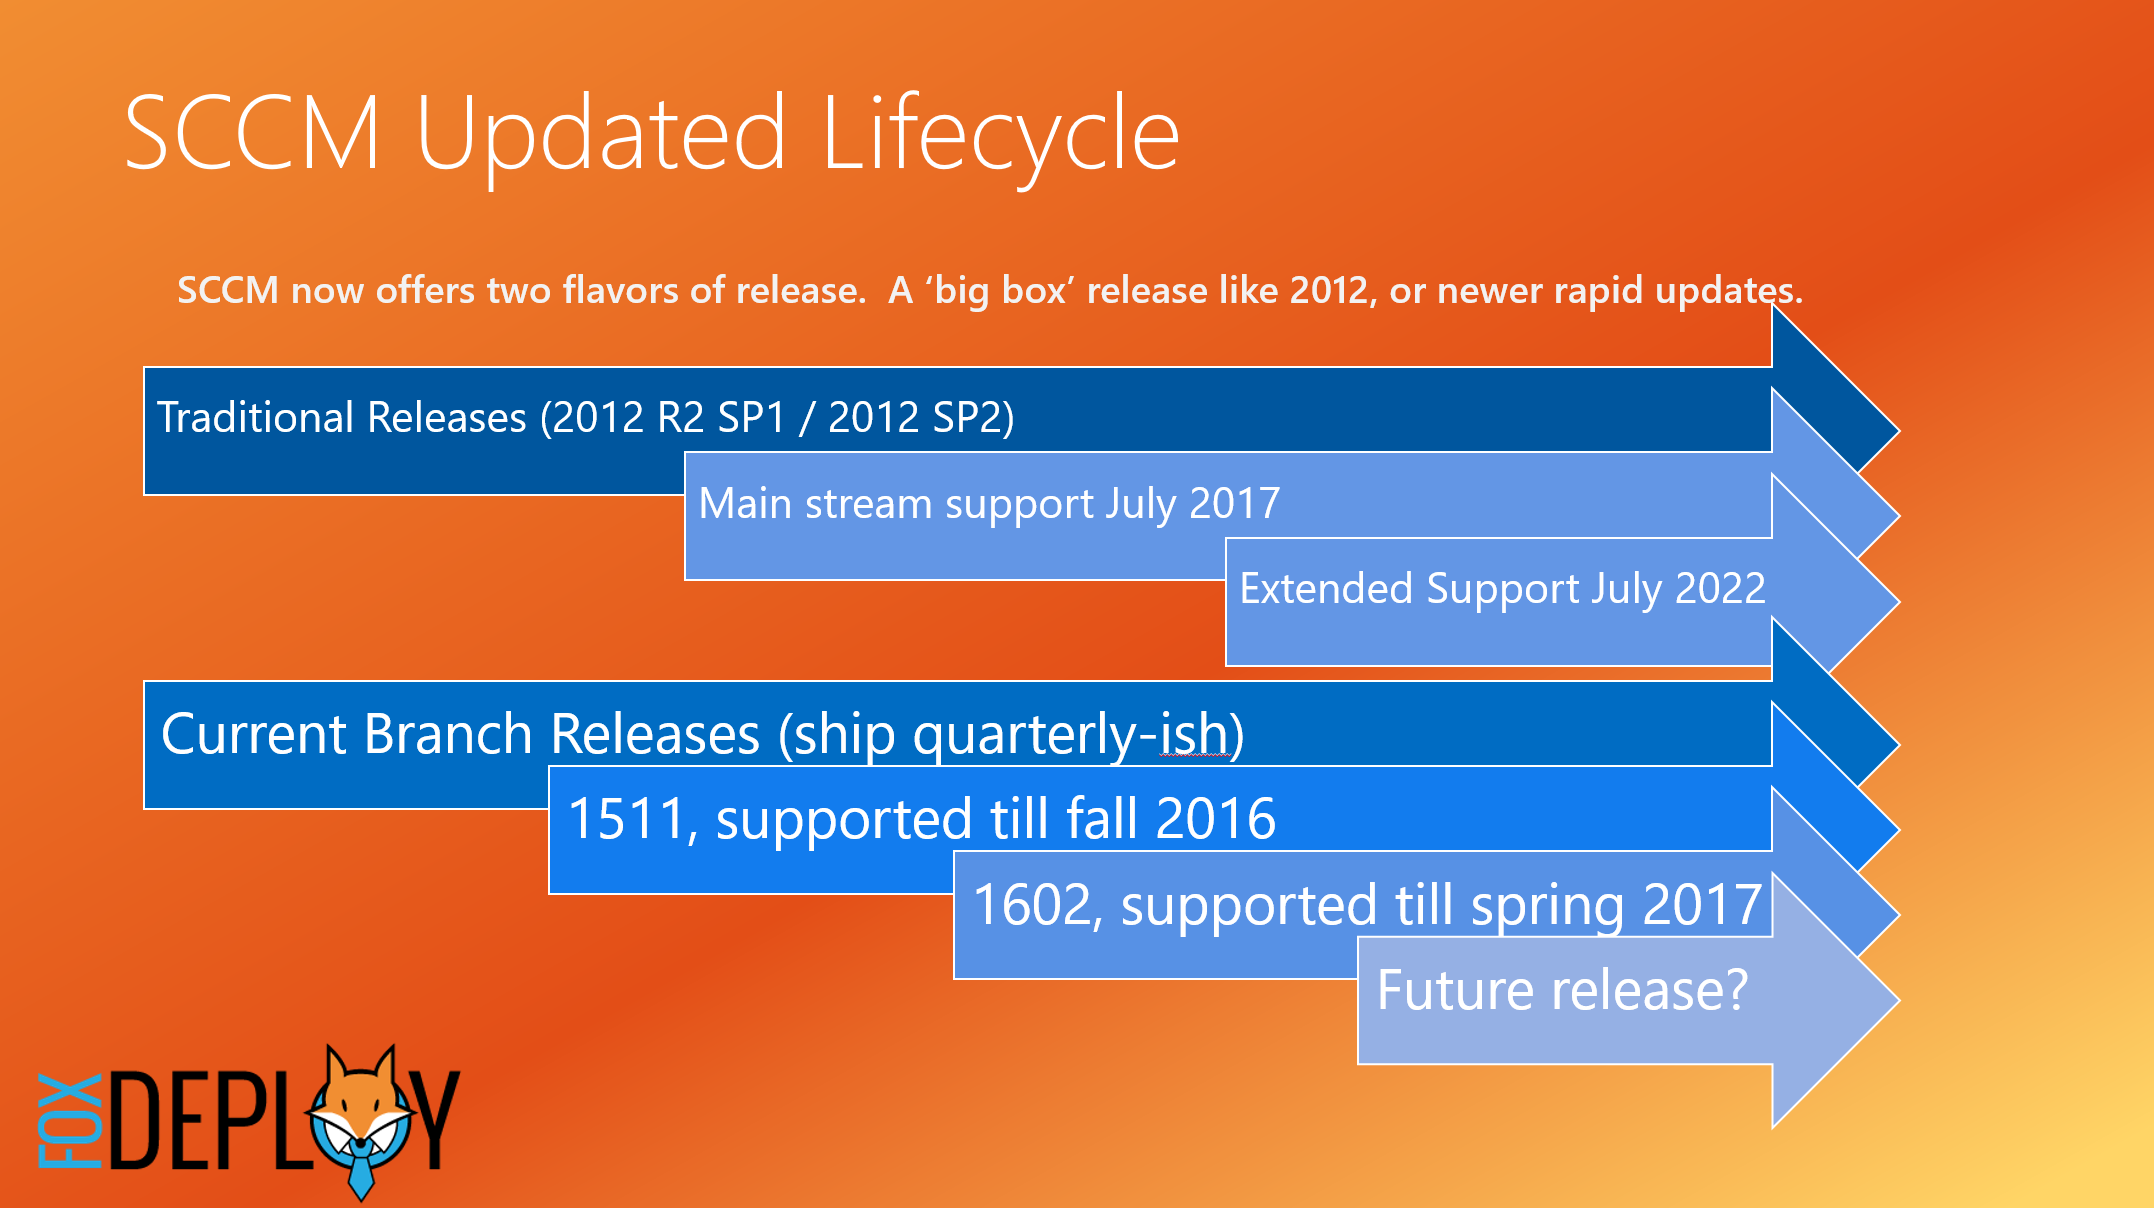 SCCM Updated Lifecycle
SCCM now offers two flavors of release.  A ‘big box’ release like 2012, or newer rapid updates.
Traditional Releases (2012 R2 SP1 / 2012 SP2)
Main stream support July 2017
Extended Support July 2022
Current Branch Releases (ship quarterly-ish)
1511, supported till fall 2016
1602, supported till spring 2017
Future release?
FOXDEPLOY